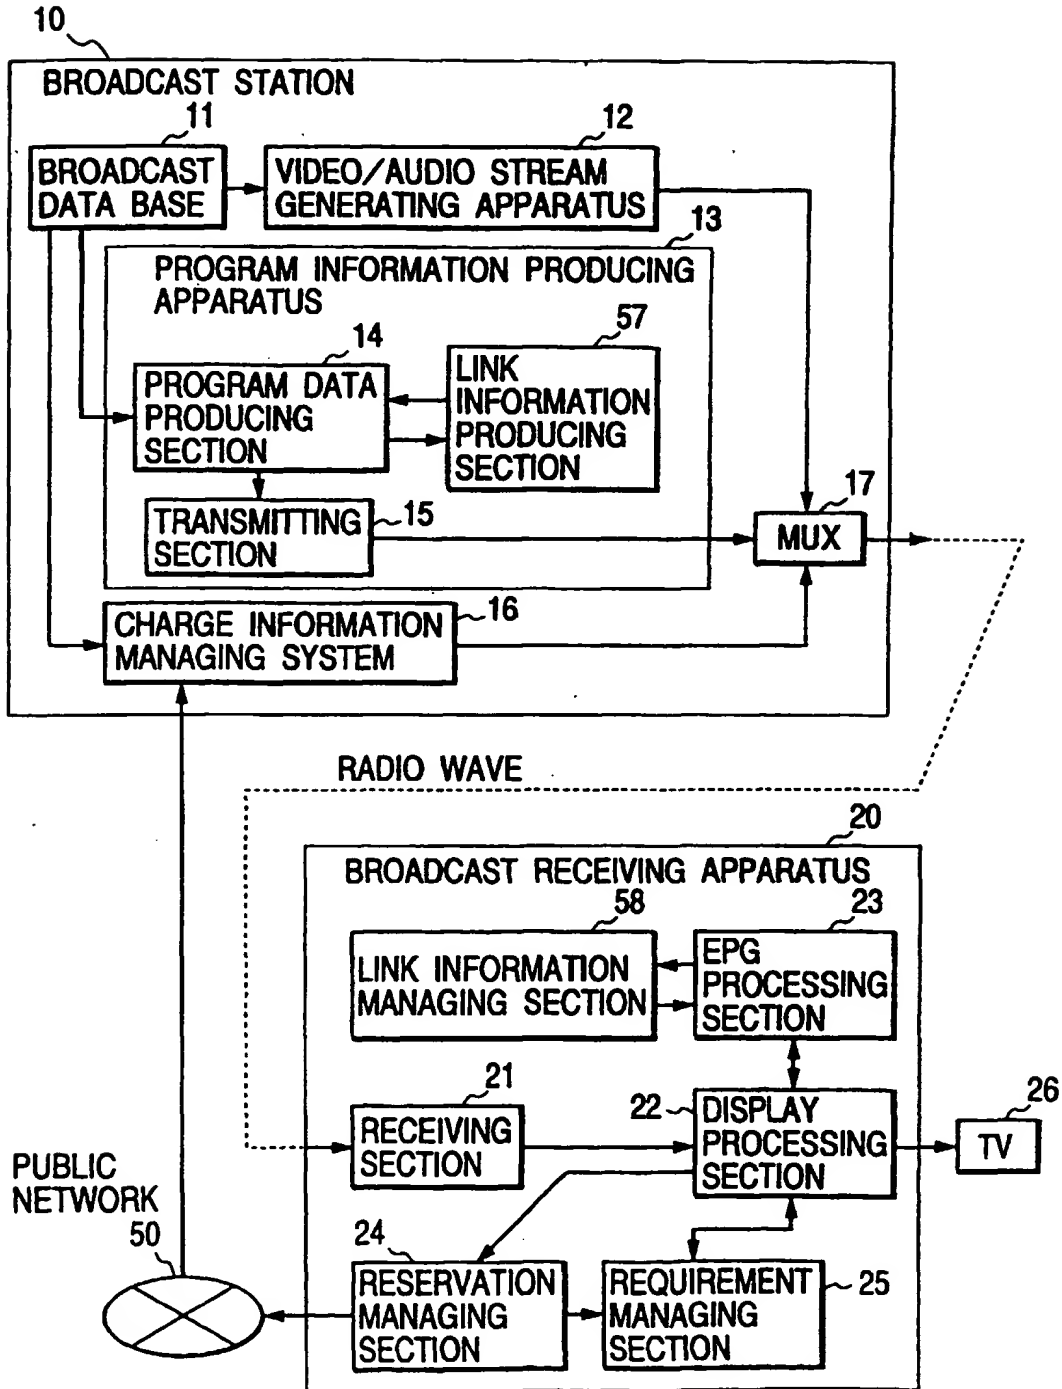 10
BROADCAST STATION
11
12
BROADCAST
DATA BASE
VIDEO/AUDIO STREAM
GENERATING APPARATUS
13
PROGRAM INFORMATION PRODUCING
APPARATUS
14
57
PROGRAM DATA
PRODUCING
SECTION
LINK
INFORMATION
PRODUCING
SECTION
15
TRANSMITTING
SECTION
17
MUX
16
CHARGE INFORMATION
MANAGING SYSTEM
RADIO WAVE
20
BROADCAST RECEIVING APPARATUS
58
23
LINK INFORMATION
MANAGING SECTION
EPG
PROCESSING
SECTION
21
22
26
RECEIVING
SECTION
DISPLAY
PROCESSING
SECTION
TV
PUBLIC
NETWORK
50
24
25
RESERVATION
MANAGING
SECTION
REQUIREMENT
MANAGING
SECTION